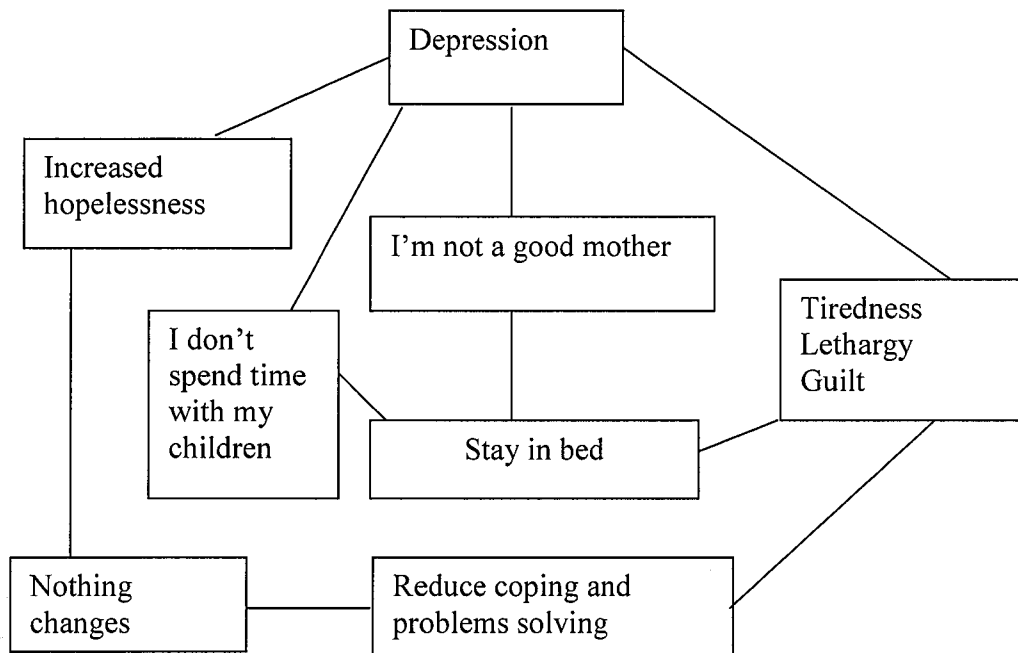 Depression
Increased
hopelessness
I'm not a good mother
Tiredness
Lethargy
Guilt
I don't
spend time
with my
children
Stay in bed
Nothing
changes
Reduce coping and
problems solving